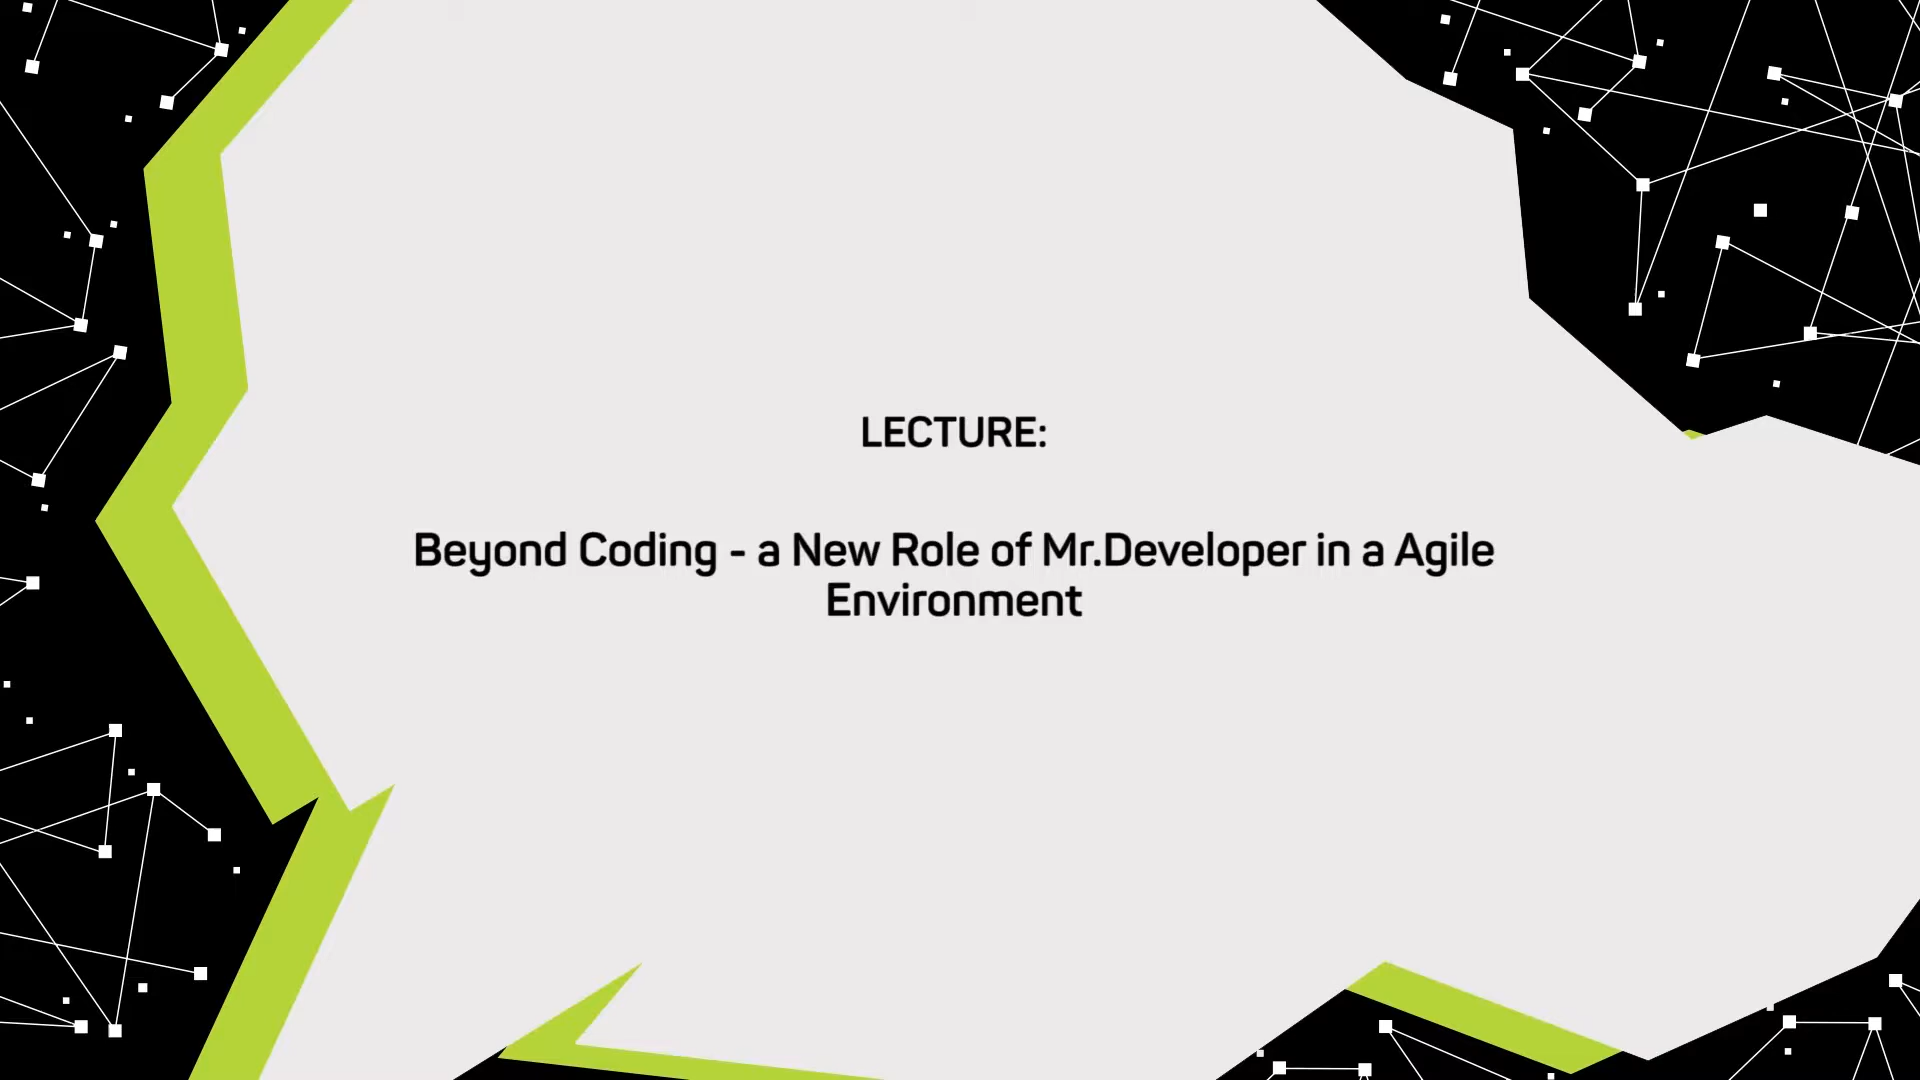 LECTURE:
Beyond Coding - a New Role of Mr.Developer in a Agile
Environment